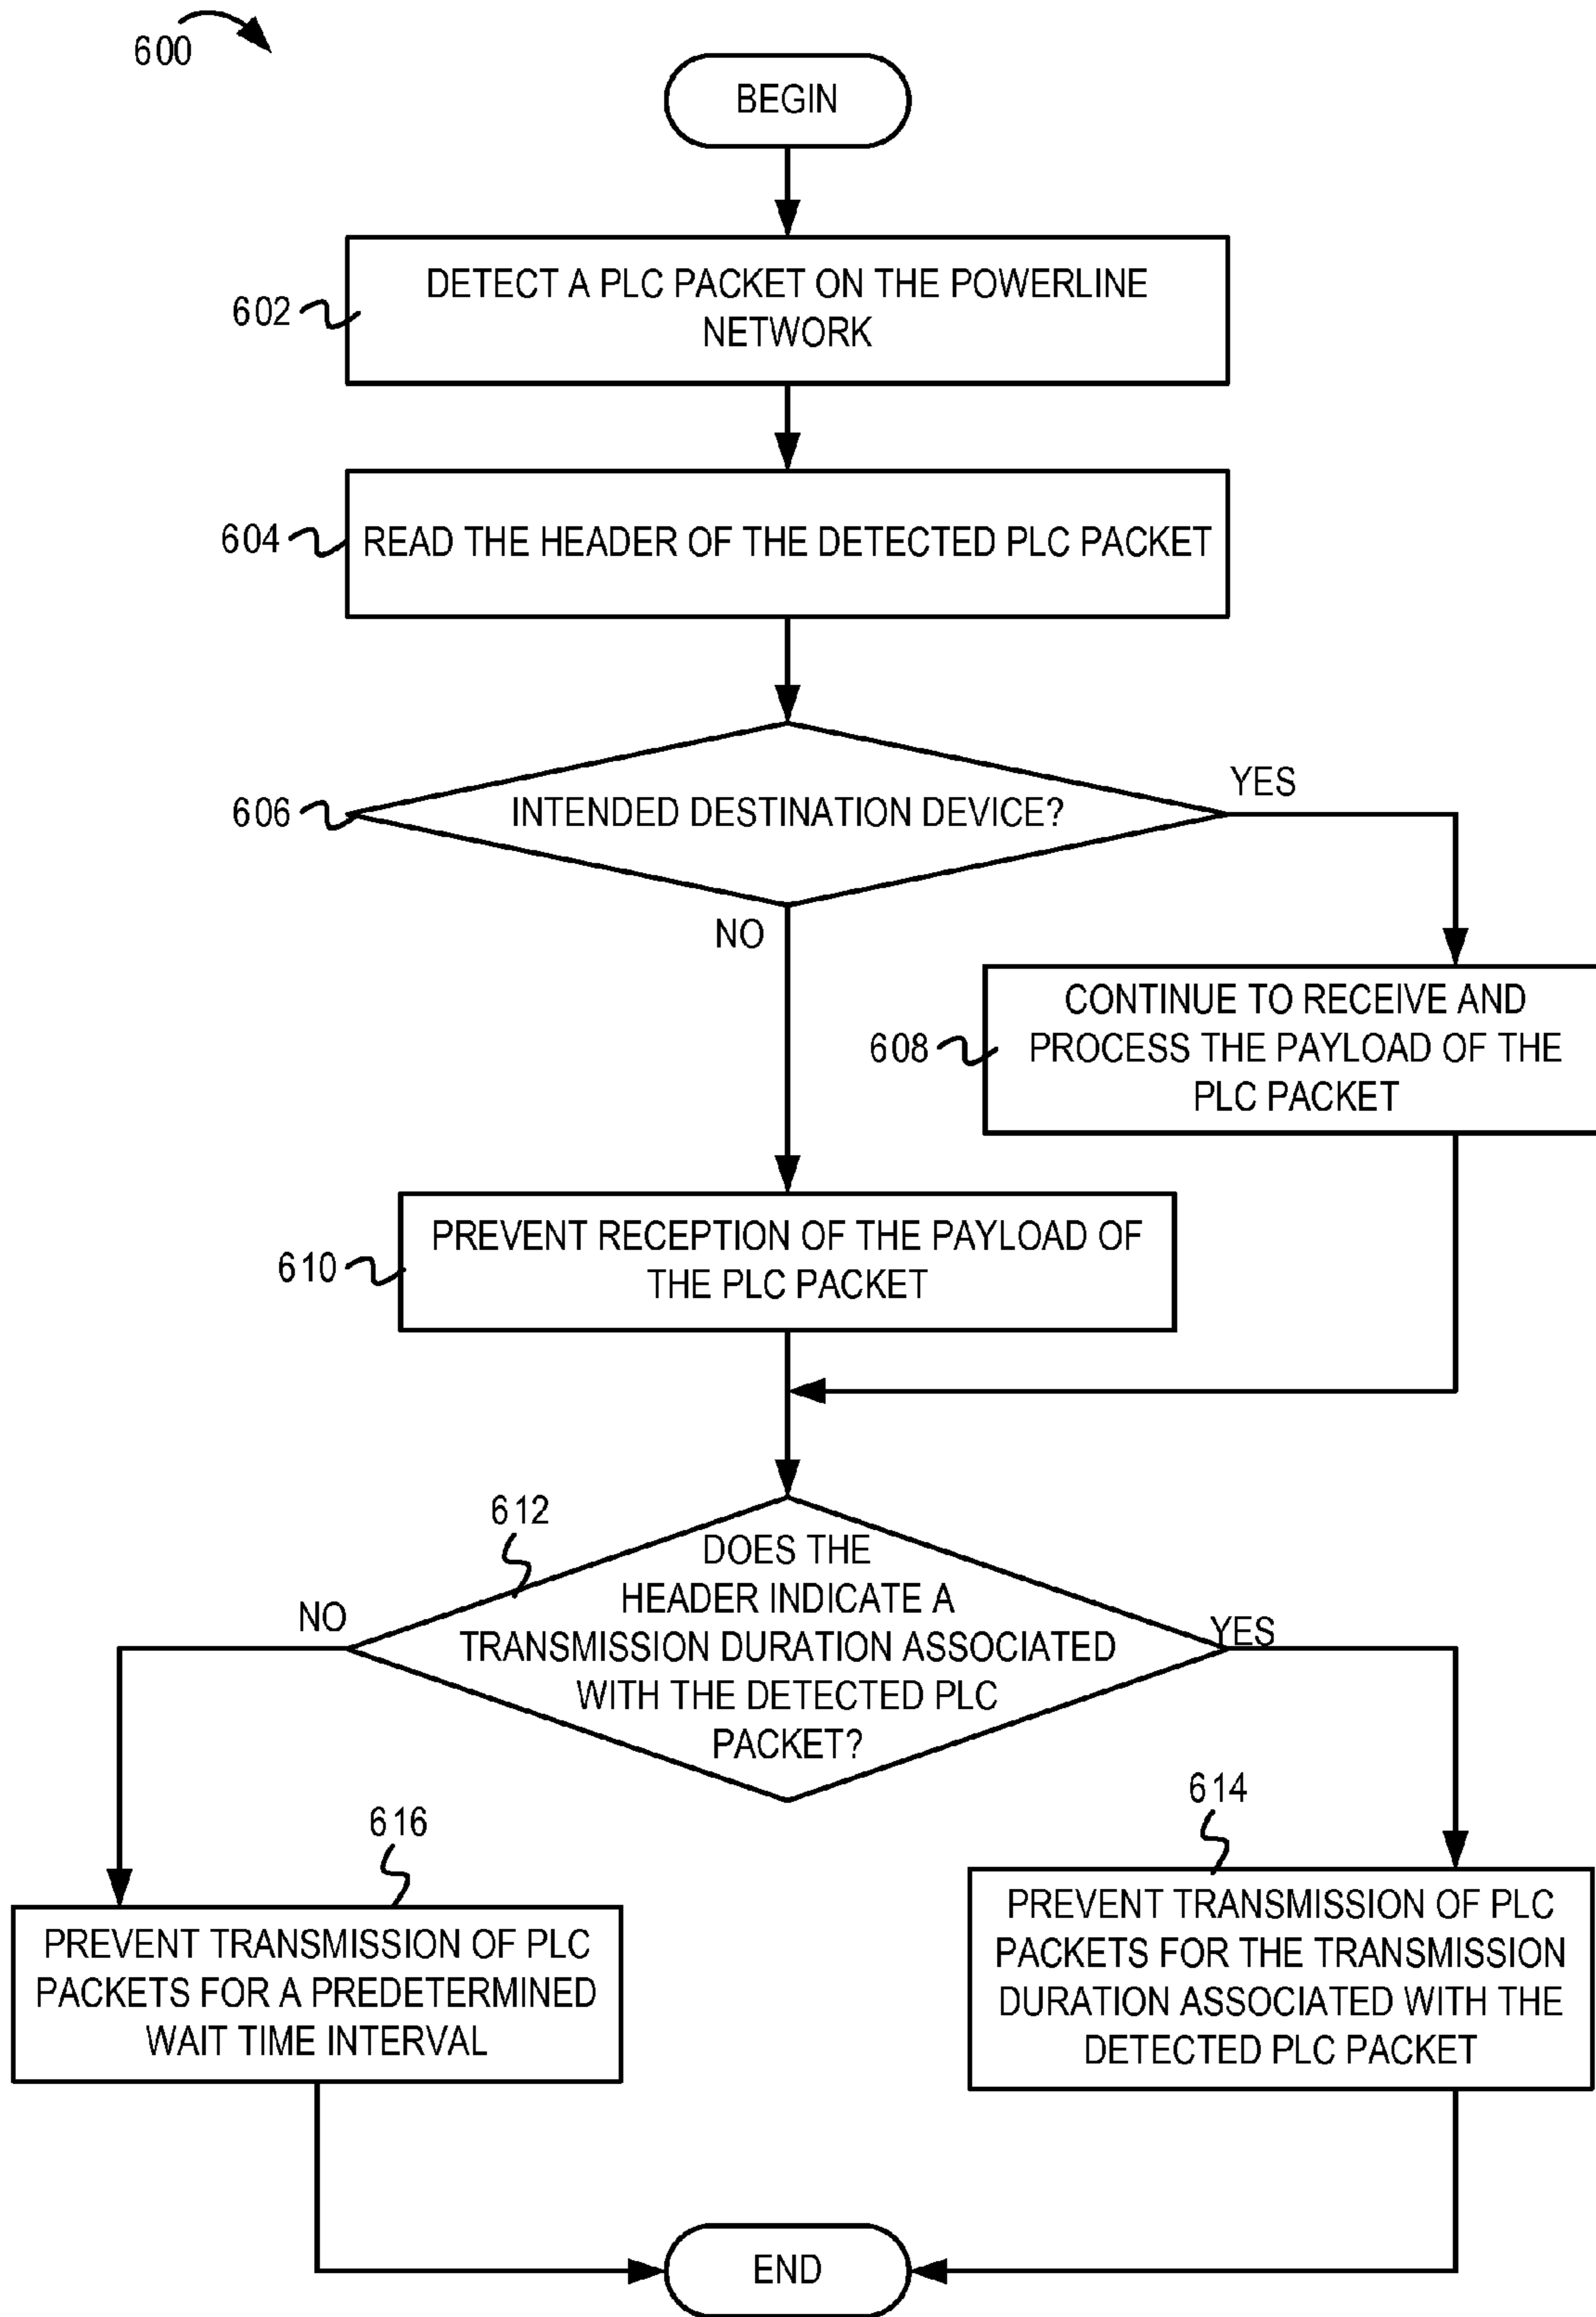 600
BEGIN
602
DETECT A PLC PACKET ON THE POWERLINE
NETWORK
604
READ THE HEADER OF THE DETECTED PLC PACKET
606
INTENDED DESTINATION DEVICE?
YES
NO
608
CONTINUE TO RECEIVE AND
PROCESS THE PAYLOAD OF THE
PLC PACKET
610
PREVENT RECEPTION OF THE PAYLOAD OF
THE PLC PACKET
612
DOES THE
HEADER INDICATE A
TRANSMISSION DURATION ASSOCIATED
WITH THE DETECTED PLC
PACKET?
NO
YES
616
PREVENT TRANSMISSION OF PLC
PACKETS FOR A PREDETERMINED
WAIT TIME INTERVAL
614
PREVENT TRANSMISSION OF PLC
PACKETS FOR THE TRANSMISSION
DURATION ASSOCIATED WITH THE
DETECTED PLC PACKET
END